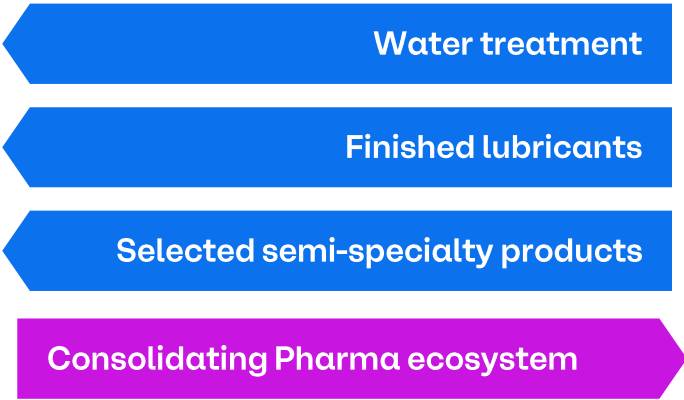 Water treatment
Finished lubricants
Selected semi-specialty products
Consolidating Pharma ecosystem